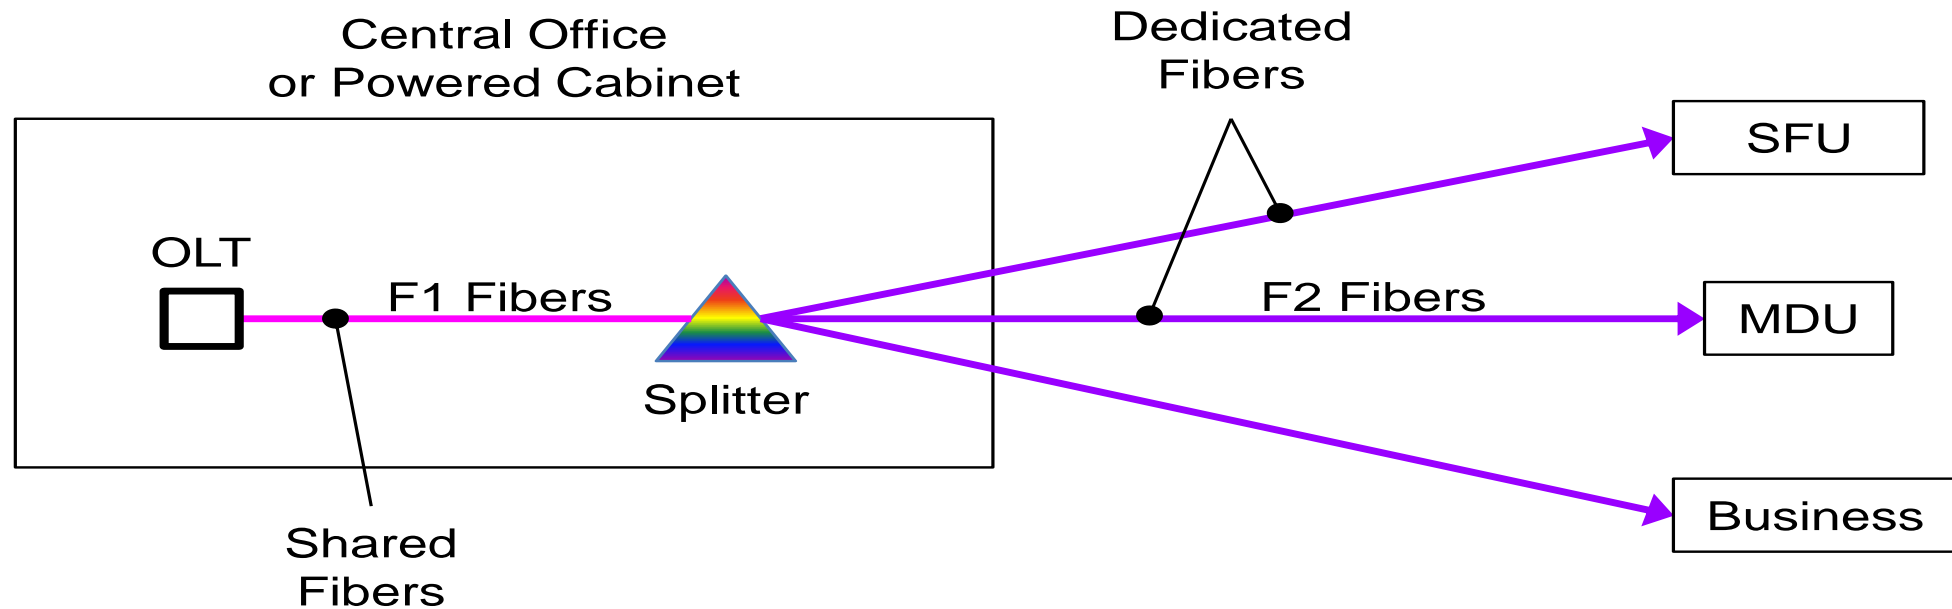 Central Office
or Powered Cabinet
Dedicated
Fibers
SFU
OLT
F1 Fibers
F2 Fibers
MDU
Splitter
Business
Shared
Fibers